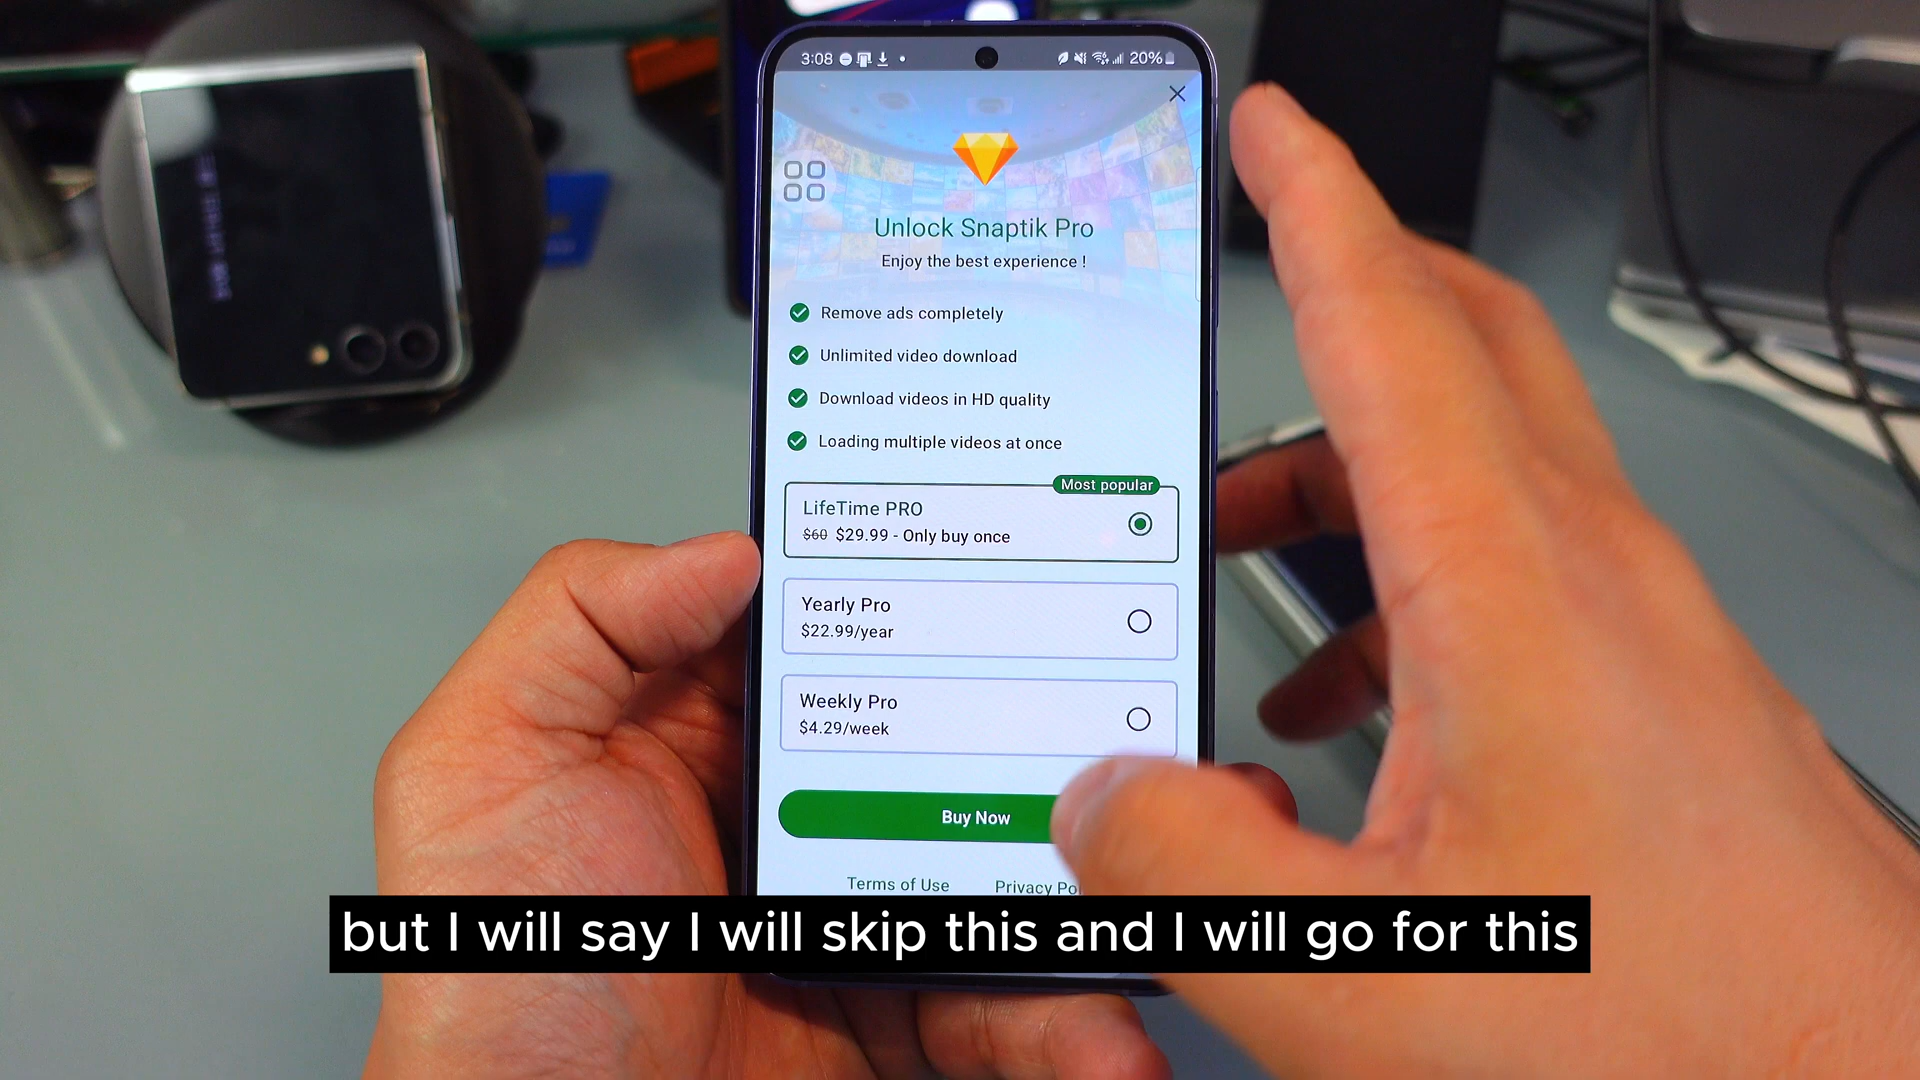 3:08
20%
Unlock Snaptik Pro
Enjoy the best experience !
Remove ads completely
Unlimited video download
Download videos in HD quality
Loading multiple videos at once
Most popular
LifeTime PRO
$60 $29.99 - Only buy once
Yearly Pro
$22.99/year
Weekly Pro
$4.29/week
Buy Now
Terms of Use
Privacy Po
but I will say I will skip this and I will go for this